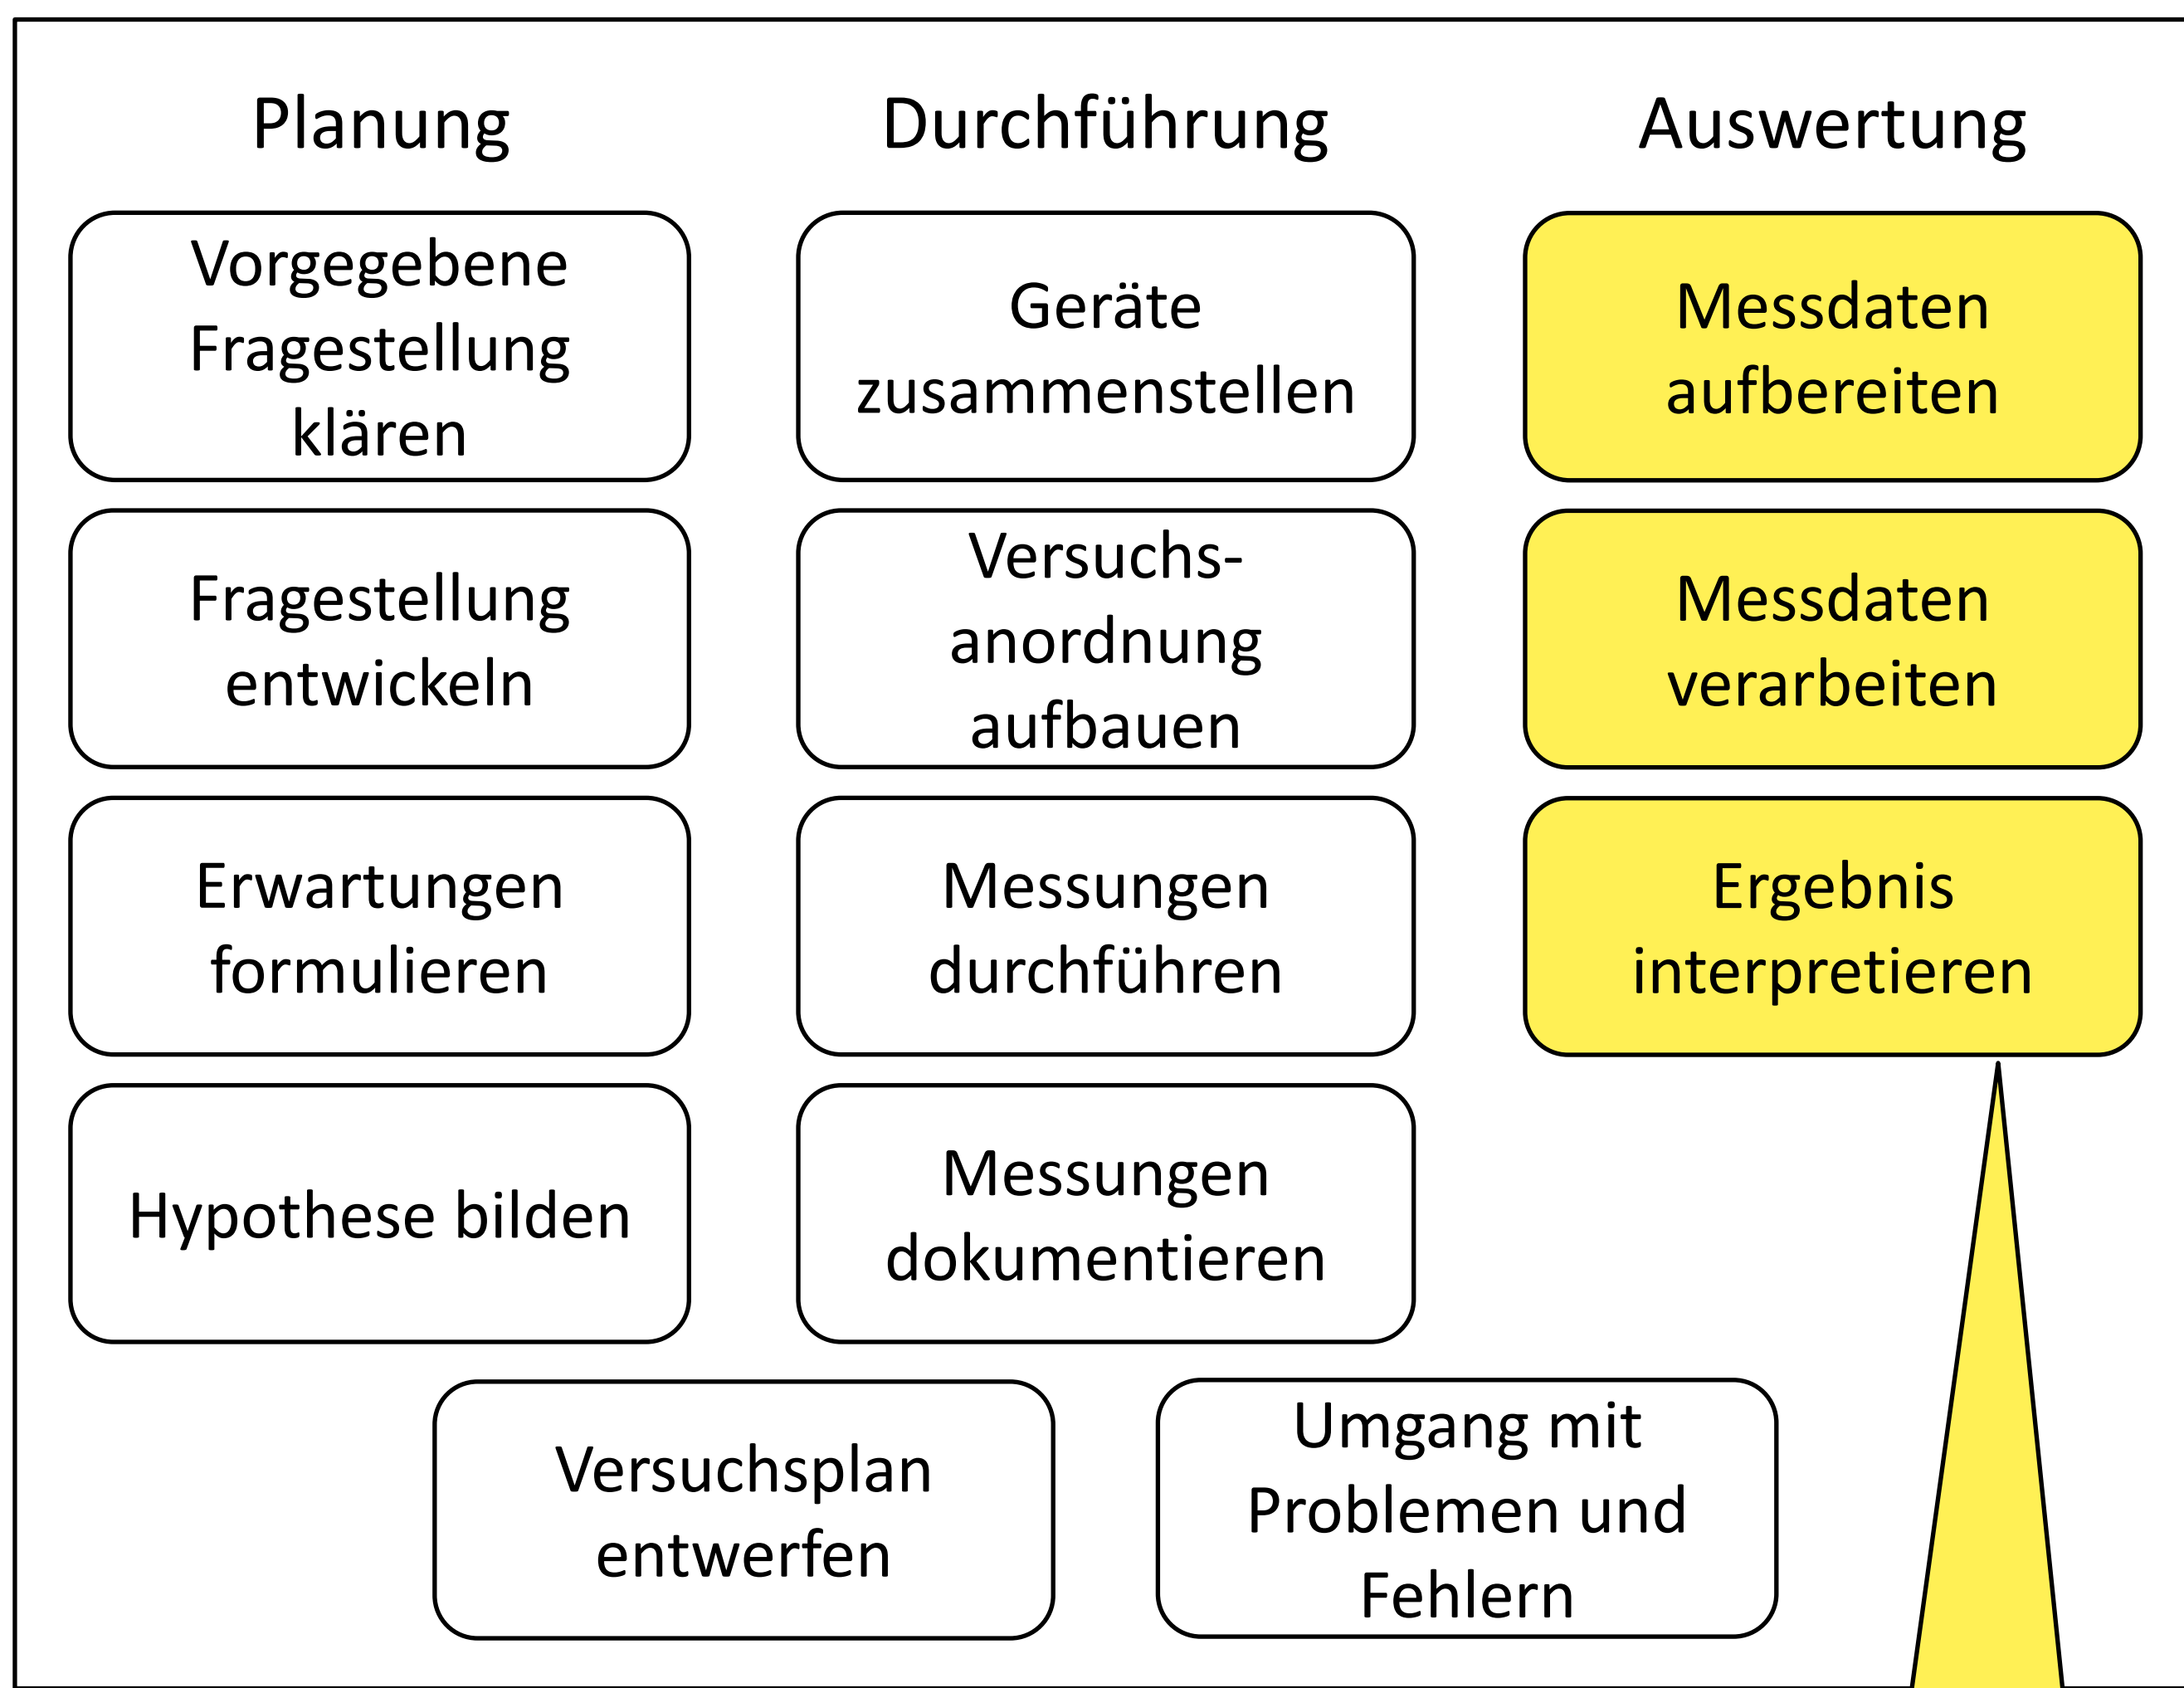 Planung
Vorgegebene
Fragestellung
klären
Fragestellung
entwickeln
Erwartungen
formulieren
Hypothese bilden
Durchführung
Geräte
zusammenstellen
Versuchs-
anordnung
aufbauen
Messungen
durchführen
Messungen
dokumentieren
Auswertung
Messdaten
aufbereiten
Messdaten
verarbeiten
Ergebnis
interpretieren
Versuchsplan
entwerfen
Umgang mit
Problemen und
Fehlern